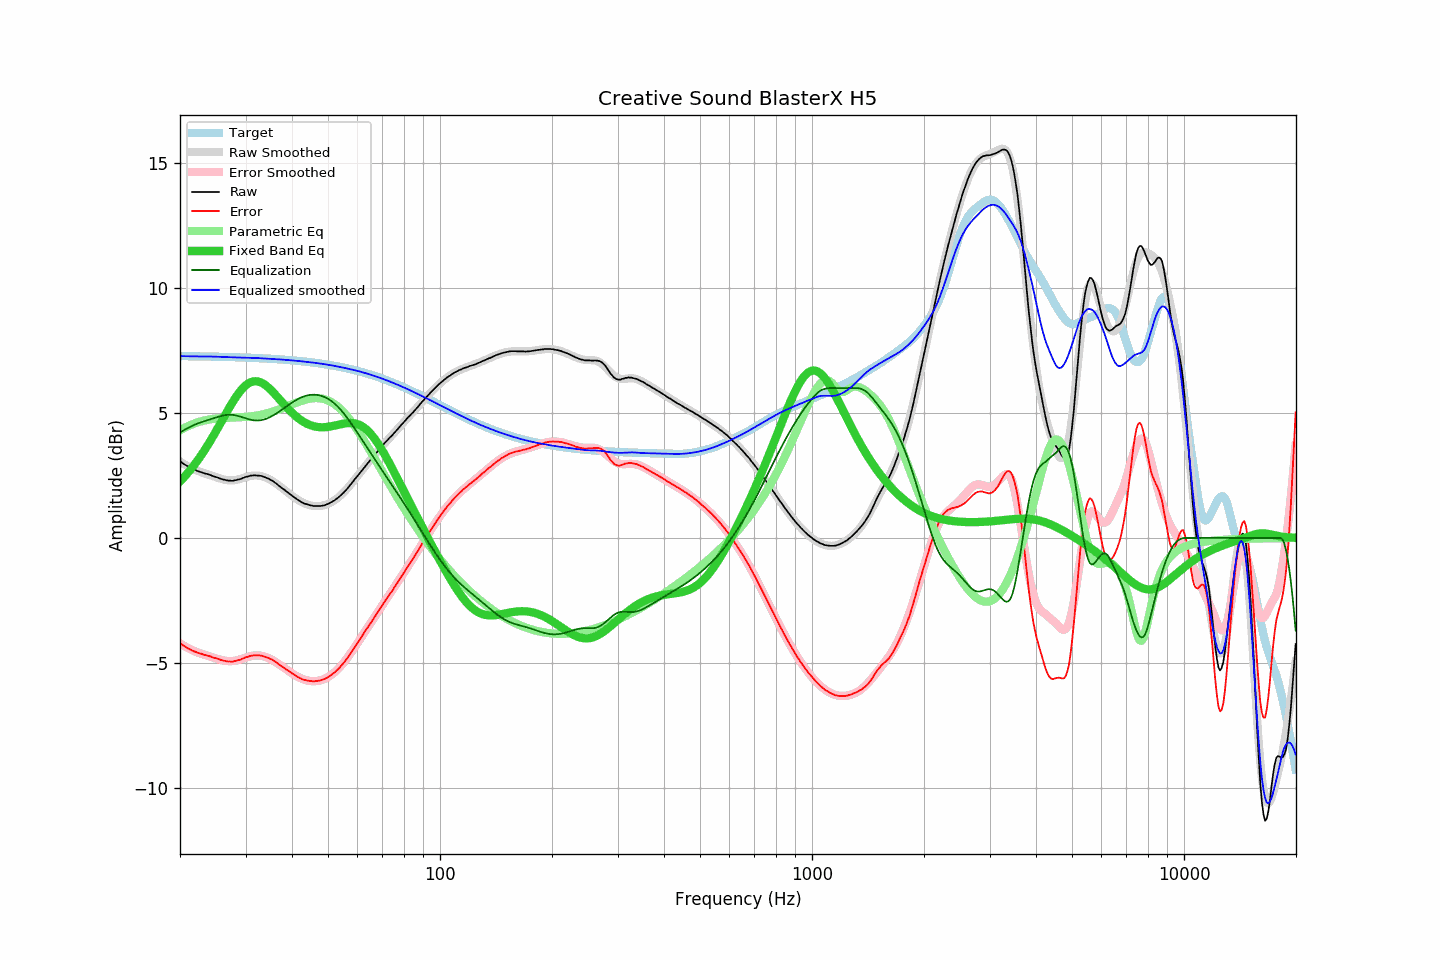 Creative Sound BlasterX H5
Target
Raw Smoothed
Error Smoothed
Raw
Error
Parametric Eq
Fixed Band Eq
Equalization
Equalized smoothed
15
10
5
0
−5
−10
Amplitude (dBr)
100 1000 10000
Frequency (Hz)